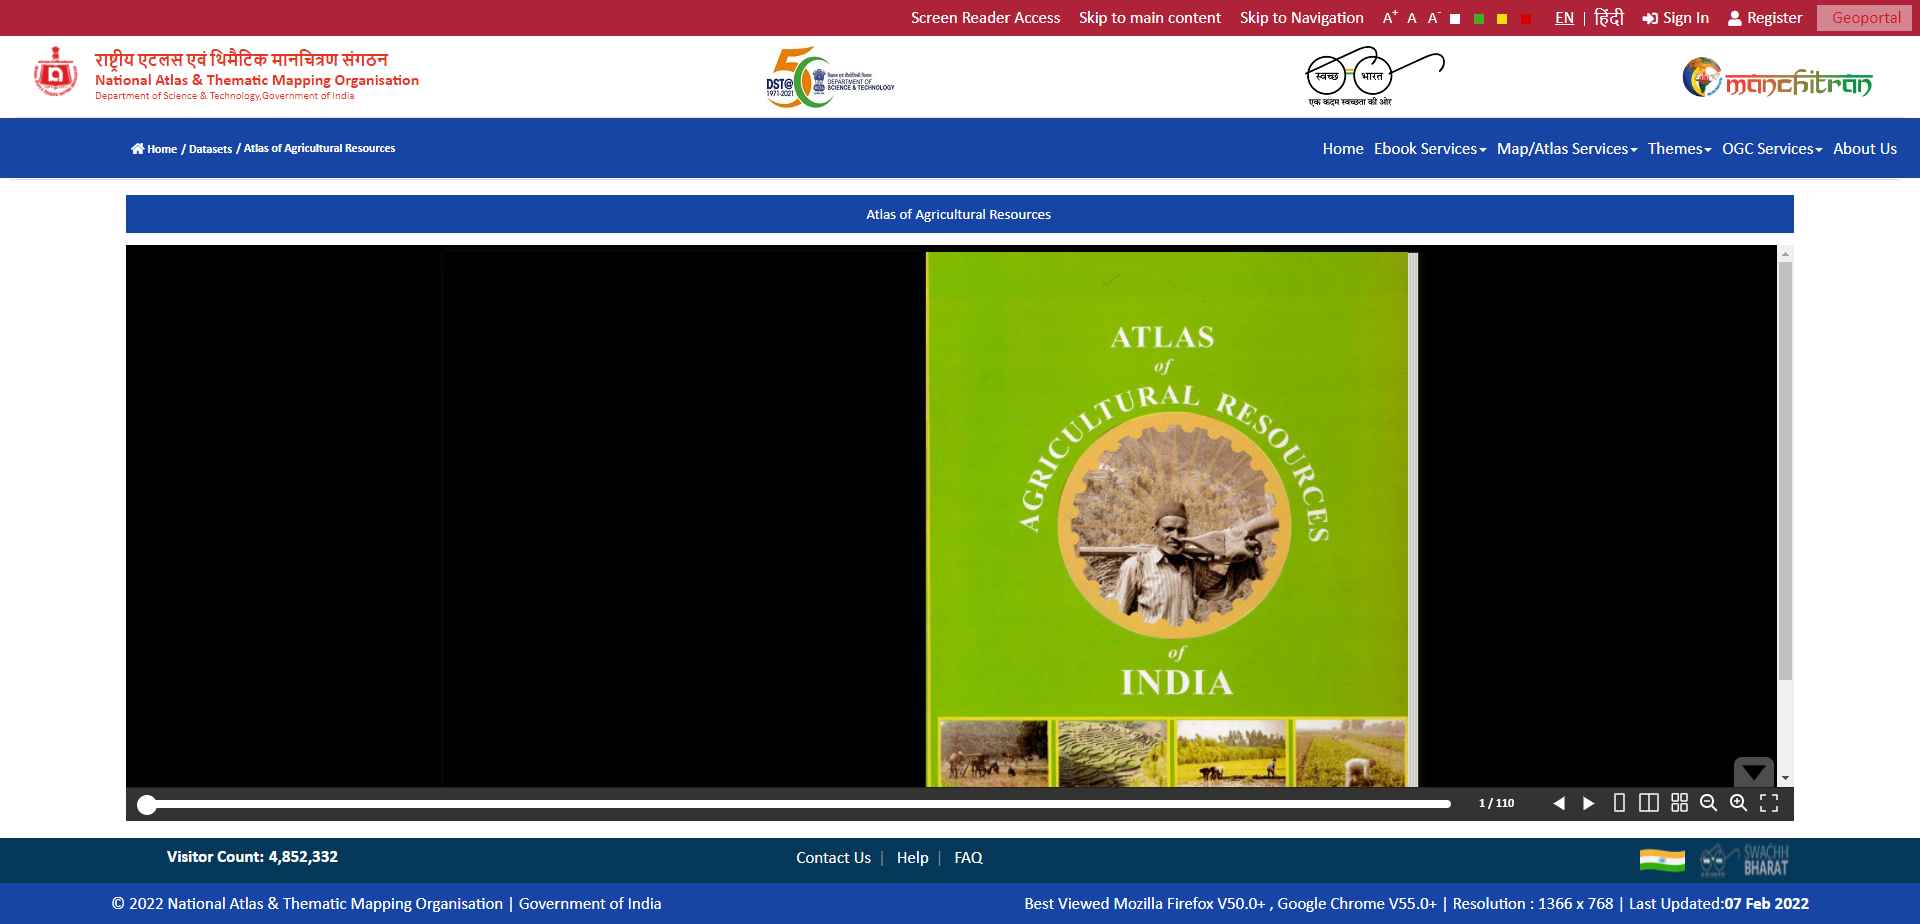 Screen Reader Access Skip to main content Skip to Navigation A+ A A- EN | हिंदी Sign In Register Geoportal
राष्ट्रीय एटलस एवं थिमैटिक मानचित्रण संगठन
National Atlas & Thematic Mapping Organisation
Department of Science & Technology,Government of India
50
DST@
1971-2021
विज्ञान एवं प्रौद्योगिकी विभाग
DEPARTMENT OF
SCIENCE & TECHNOLOGY
स्वच्छ भारत
एक कदम स्वच्छता की ओर
manchitran
Home / Datasets / Atlas of Agricultural Resources
Home Ebook Services Map/Atlas Services Themes OGC Services About Us
Atlas of Agricultural Resources
ATLAS
of
AGRICULTURAL RESOURCES
of
INDIA
1 / 110
Visitor Count: 4,852,332
Contact Us | Help | FAQ
SWACHH
BHARAT
© 2022 National Atlas & Thematic Mapping Organisation | Government of India
Best Viewed Mozilla Firefox V50.0+ , Google Chrome V55.0+ | Resolution : 1366 x 768 | Last Updated:07 Feb 2022